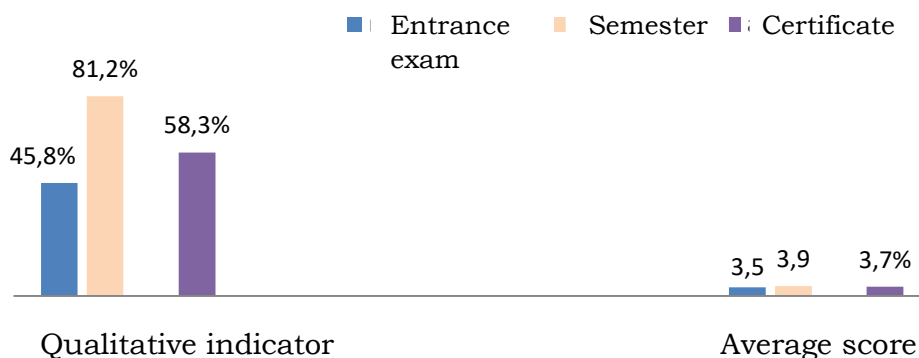 Entrance exam
Semester
Certificate
81,2%
58,3%
45,8%
3,5
3,9
3,7%
Qualitative indicator
Average score